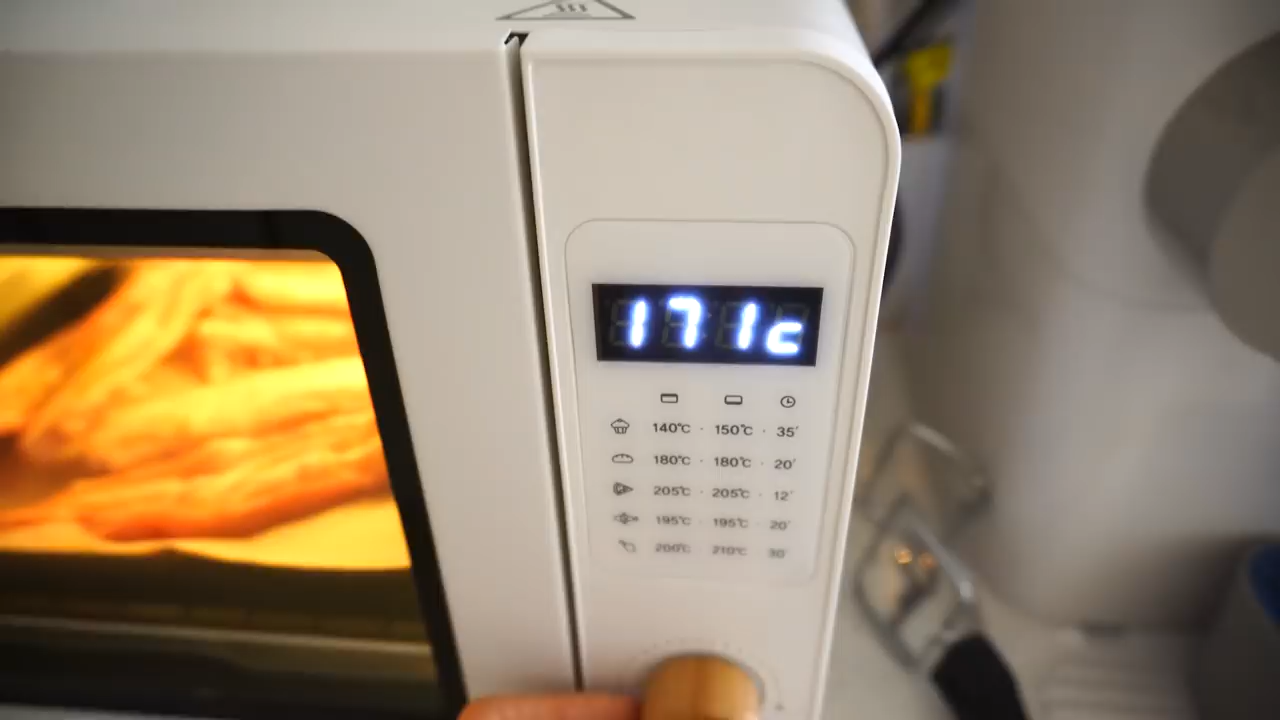 171c
140℃ · 150℃ · 35′
180℃ · 180℃ · 20′
205℃ · 205℃ · 12′
195℃ · 195℃ · 20′
200℃ 210℃ 30′